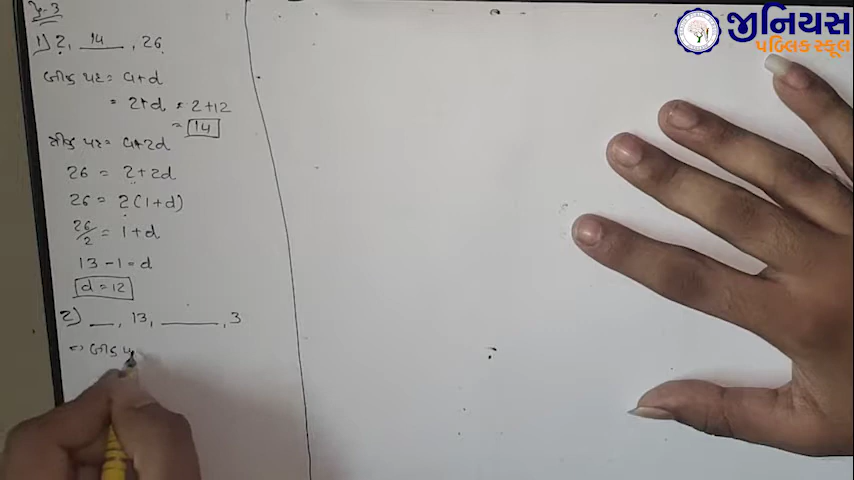 પ્ર.3
1) 2, 14, 26
બીજુ પદ = a+d
= 2+d = 2+12
= 14
ત્રીજુ પદ = a+2d
26 = 2+2d
26 = 2(1+d)
26/2 = 1+d
13-1=d
d=12
2) __, 13, ____, 3
=> બીજુ પ
જીનિયસ
પબ્લિક સ્કૂલ